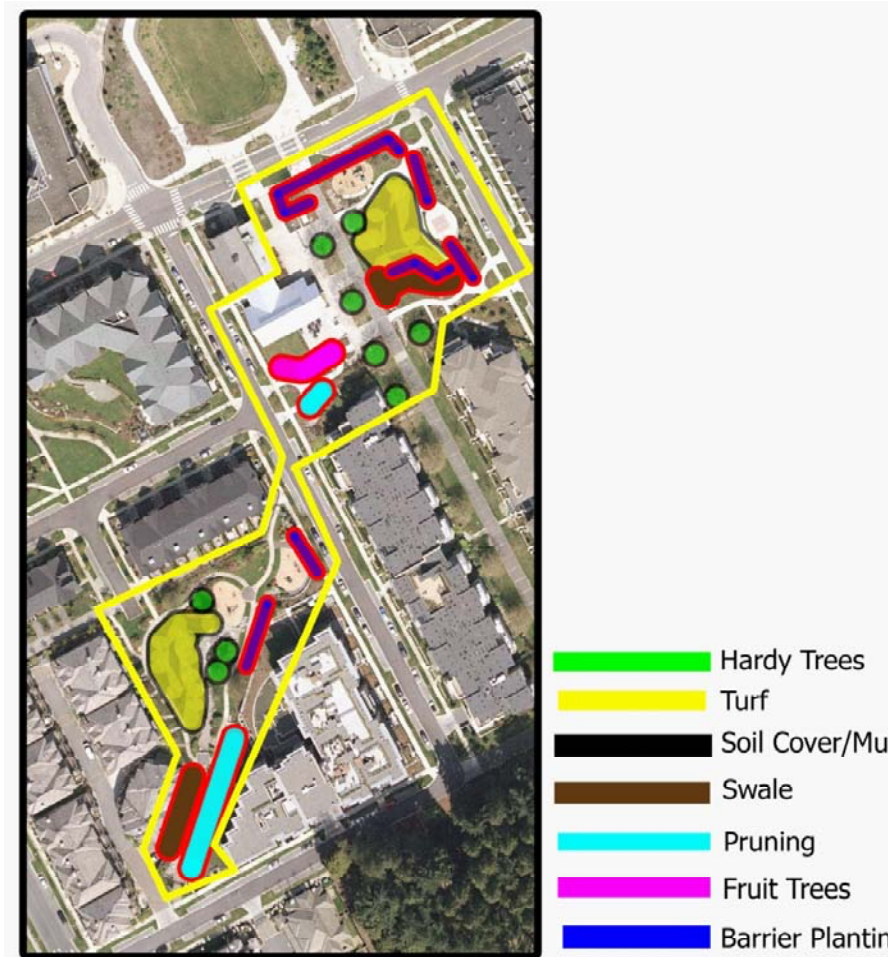 Hardy Trees
Turf
Soil Cover/Mu
Swale
Pruning
Fruit Trees
Barrier Plantin